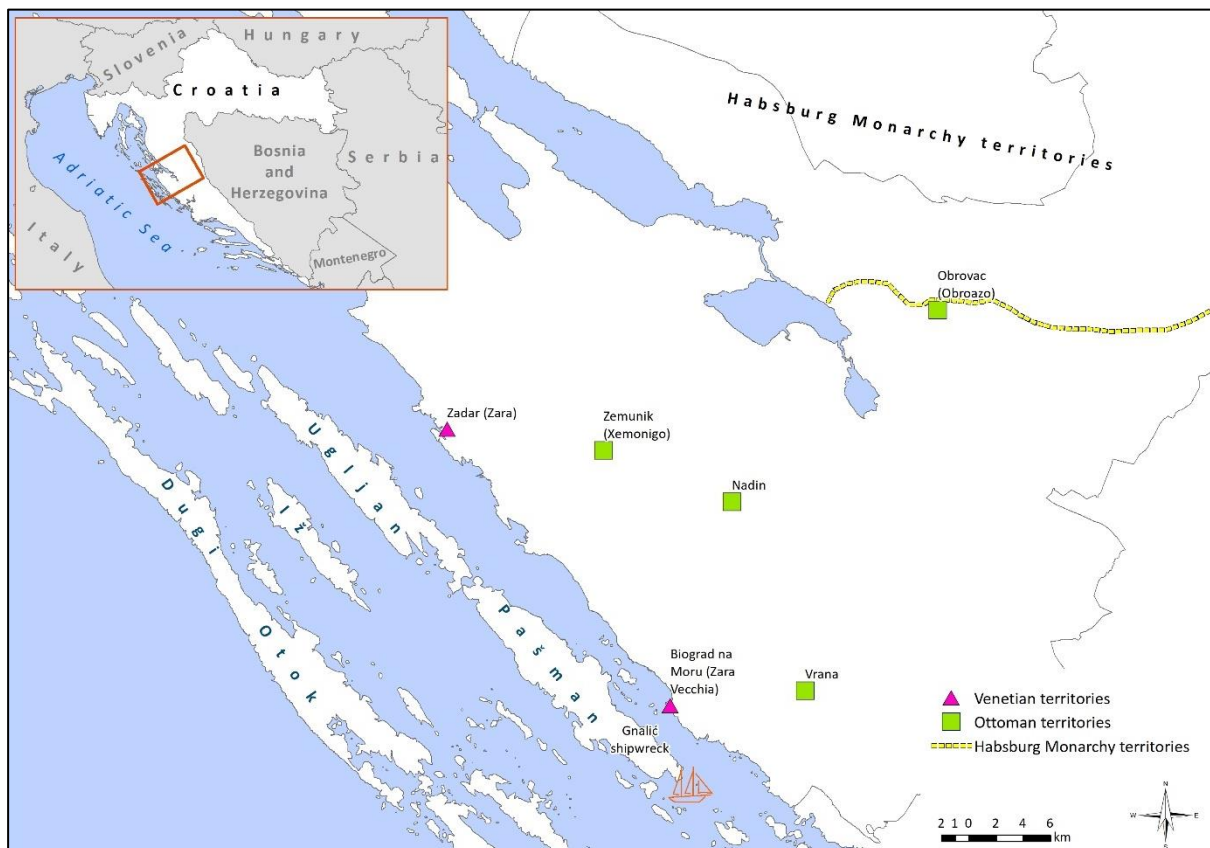 Hungary
Slovenia
Croatia
Bosnia
and
Herzegovina
Serbia
Adriatic Sea
Italy
Montenegro
Habsburg Monarchy territories
Obrovac
(Obroazo)
Zadar (Zara)
Zemunik
(Xemonigo)
Nadin
Ugljan
Iž
Dugi
Otok
Pašman
Biograd na
Moru (Zara
Vecchia)
Vrana
Gnalić
shipwreck
Venetian territories
Ottoman territories
Habsburg Monarchy territories
2 1 0 2 4 6
km
N
W E
S